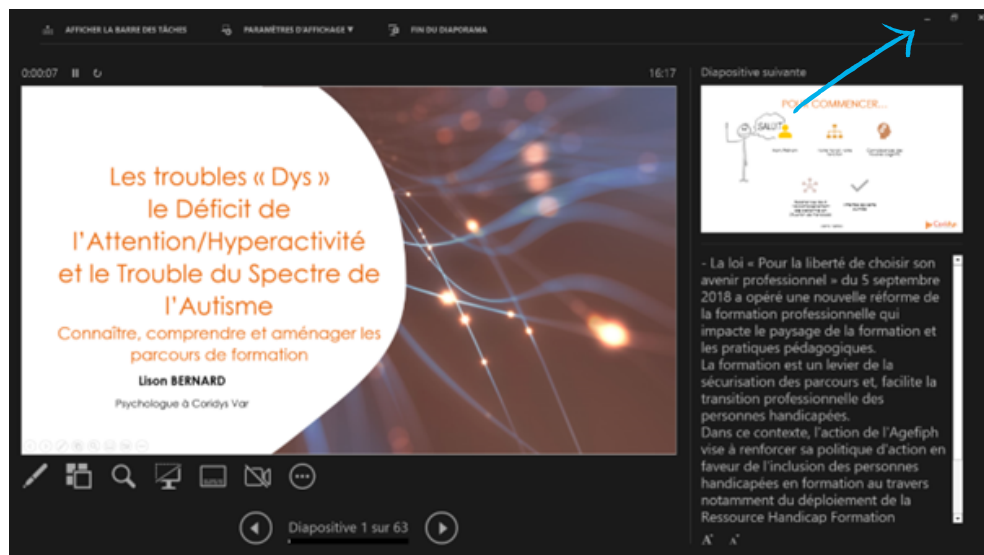 AFFICHER LA BARRE DES TÂCHES PARAMÈTRES D'AFFICHAGE ▼ FIN DU DIAPORAMA
0:00:07 16:17
Les troubles « Dys »
le Déficit de
l'Attention/Hyperactivité
et le Trouble du Spectre de
l'Autisme
Connaître, comprendre et aménager les
parcours de formation
Lison BERNARD
Psychologue à Coridys Var
Diapositive 1 sur 63
Diapositive suivante
POUR COMMENCER...
SALUT!
Coridys
- La loi « Pour la liberté de choisir son
avenir professionnel » du 5 septembre
2018 a opéré une nouvelle réforme de
la formation professionnelle qui
impacte le paysage de la formation et
les pratiques pédagogiques.
La formation est un levier de la
sécurisation des parcours et, facilite la
transition professionnelle des
personnes handicapées.
Dans ce contexte, l'action de l'Agefiph
vise à renforcer sa politique d'action en
faveur de l'inclusion des personnes
handicapées en formation au travers
notamment du déploiement de la
Ressource Handicap Formation
A A